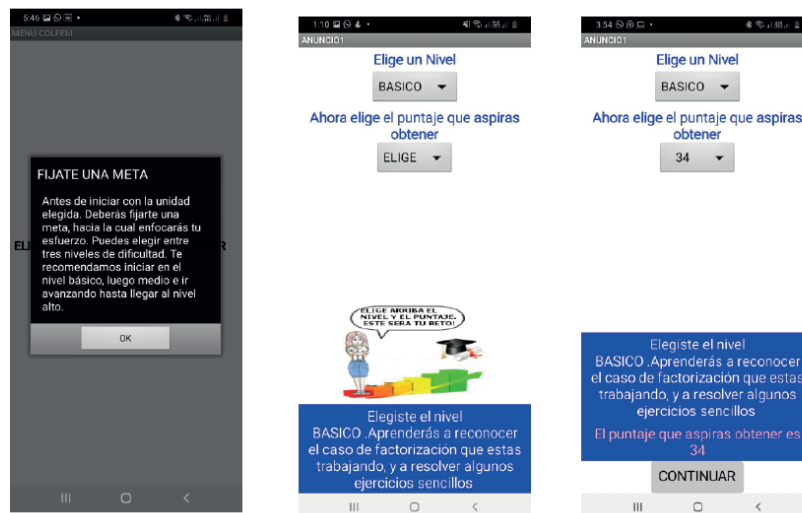 5:46
MENU COLFEM
FIJATE UNA META
Antes de iniciar con la unidad
elegida. Deberás fijarte una
meta, hacia la cual enfocarás tu
esfuerzo. Puedes elegir entre
tres niveles de dificultad. Te
recomendamos iniciar en el
nivel básico, luego medio e ir
avanzando hasta llegar al nivel
alto.
OK
1:10
ANUNCIO1
Elige un Nivel
BASICO
Ahora elige el puntaje que aspiras
obtener
ELIGE
ELIGE ARRIBA EL
NIVEL Y EL PUNTAJE.
ESTE SERA TU RETO!
Elegiste el nivel
BASICO .Aprenderás a reconocer
el caso de factorización que estas
trabajando, y a resolver algunos
ejercicios sencillos
3:54
ANUNCIO1
Elige un Nivel
BASICO
Ahora elige el puntaje que aspiras
obtener
34
Elegiste el nivel
BASICO .Aprenderás a reconocer
el caso de factorización que estas
trabajando, y a resolver algunos
ejercicios sencillos
El puntaje que aspiras obtener es
34
CONTINUAR